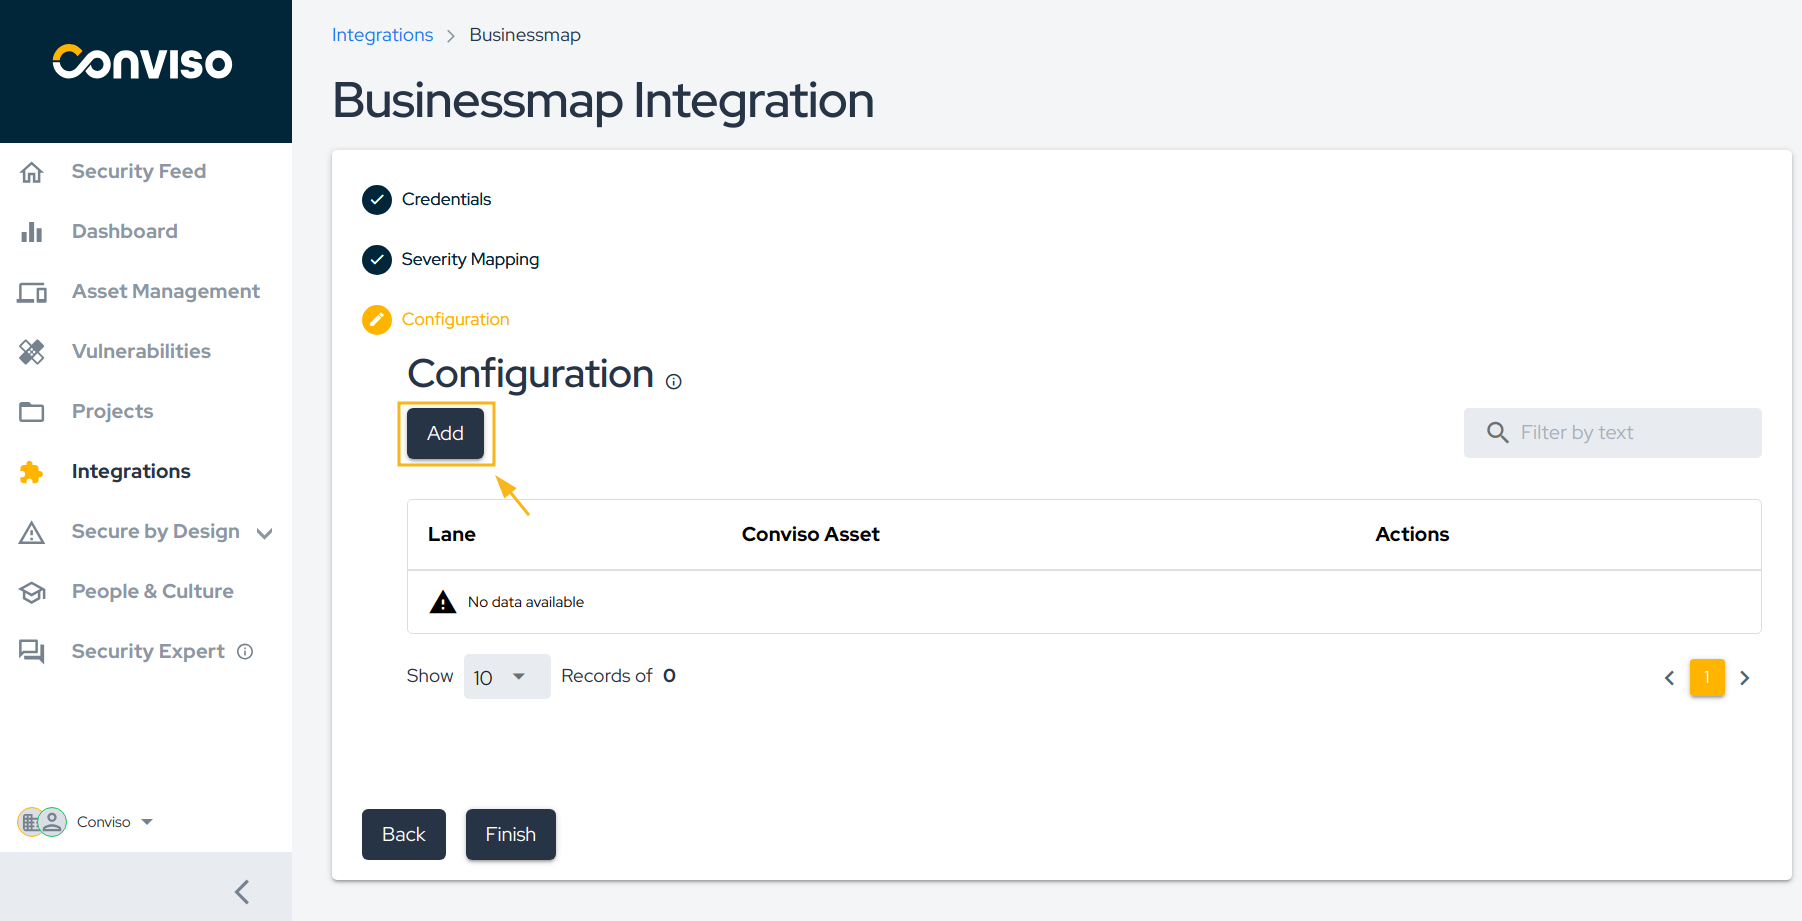 Conviso
Security Feed
Dashboard
Asset Management
Vulnerabilities
Projects
Integrations
Secure by Design
People & Culture
Security Expert
Conviso
Integrations > Businessmap
Businessmap Integration
Credentials
Severity Mapping
Configuration
Configuration
Add
Filter by text
Lane Conviso Asset Actions
No data available
Show 10 Records of 0
1
Back Finish